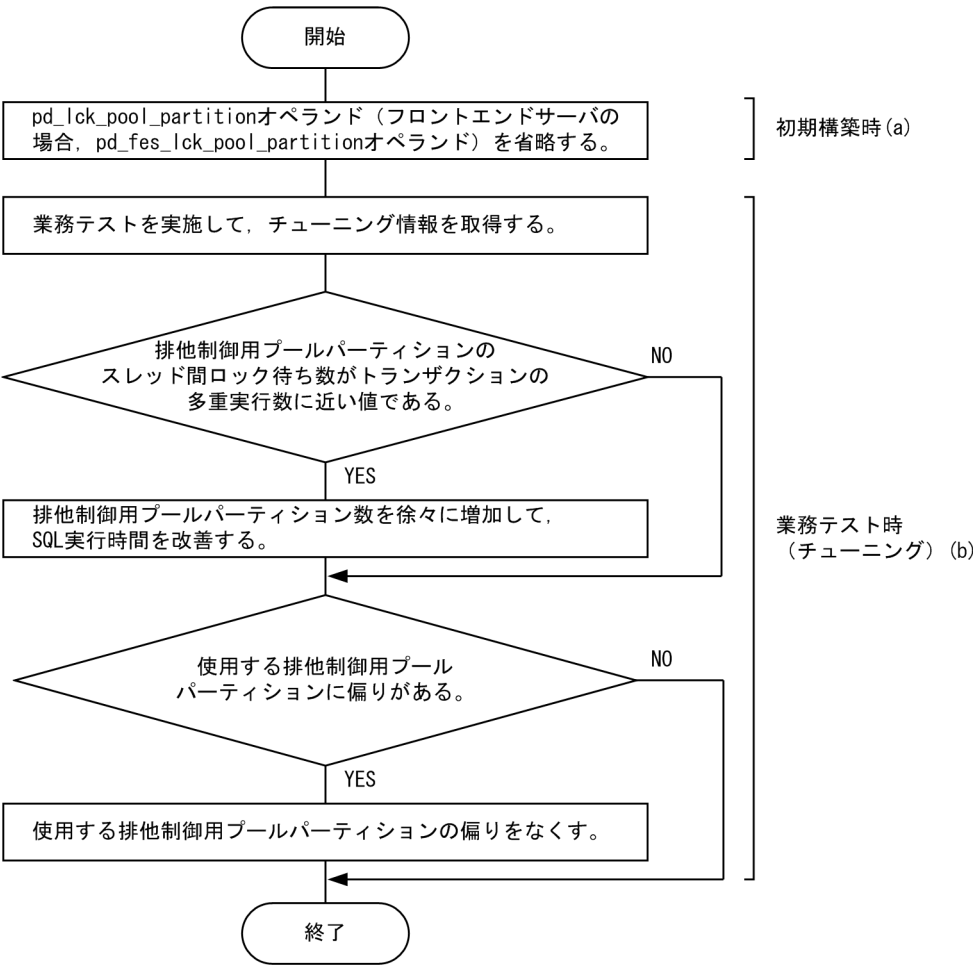 開始
pd_lck_pool_partitionオペランド（フロントエンドサーバの
場合，pd_fes_lck_pool_partitionオペランド）を省略する。
初期構築時(a)
業務テストを実施して，チューニング情報を取得する。
排他制御用プールパーティションの
スレッド間ロック待ち数がトランザクションの
多重実行数に近い値である。
NO
YES
排他制御用プールパーティション数を徐々に増加して，
SQL実行時間を改善する。
業務テスト時
（チューニング）(b)
使用する排他制御用プール
パーティションに偏りがある。
NO
YES
使用する排他制御用プールパーティションの偏りをなくす。
終了